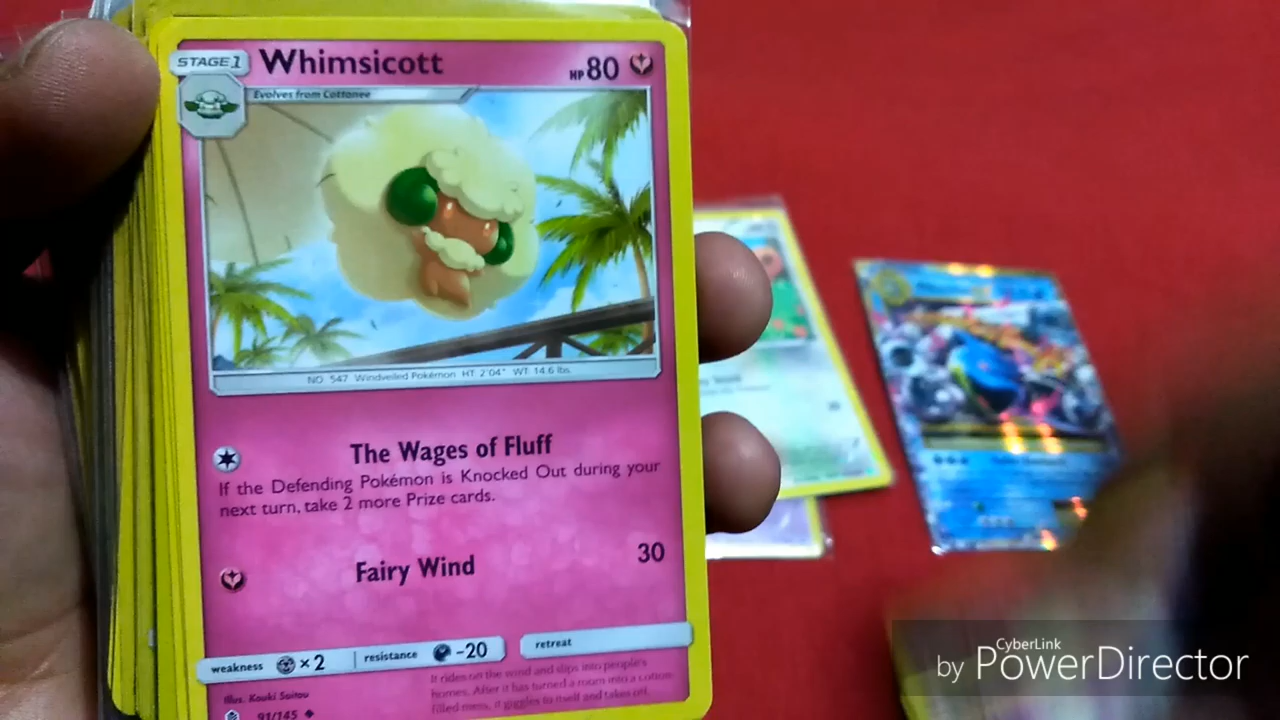 STAGE 1
Whimsicott
HP 80
Evolves from Cottonee
NO. 547 Windveiled Pokémon HT: 2'04" WT: 14.6 lbs.
The Wages of Fluff
If the Defending Pokémon is Knocked Out during your
next turn, take 2 more Prize cards.
Fairy Wind 30
weakness ×2 resistance -20 retreat
Illus. Kouki Saitou
It rides on the wind and slips into people's
homes. After it has turned a room into a cotton-
filled mess, it giggles to itself and takes off.
91/145
CyberLink
by PowerDirector